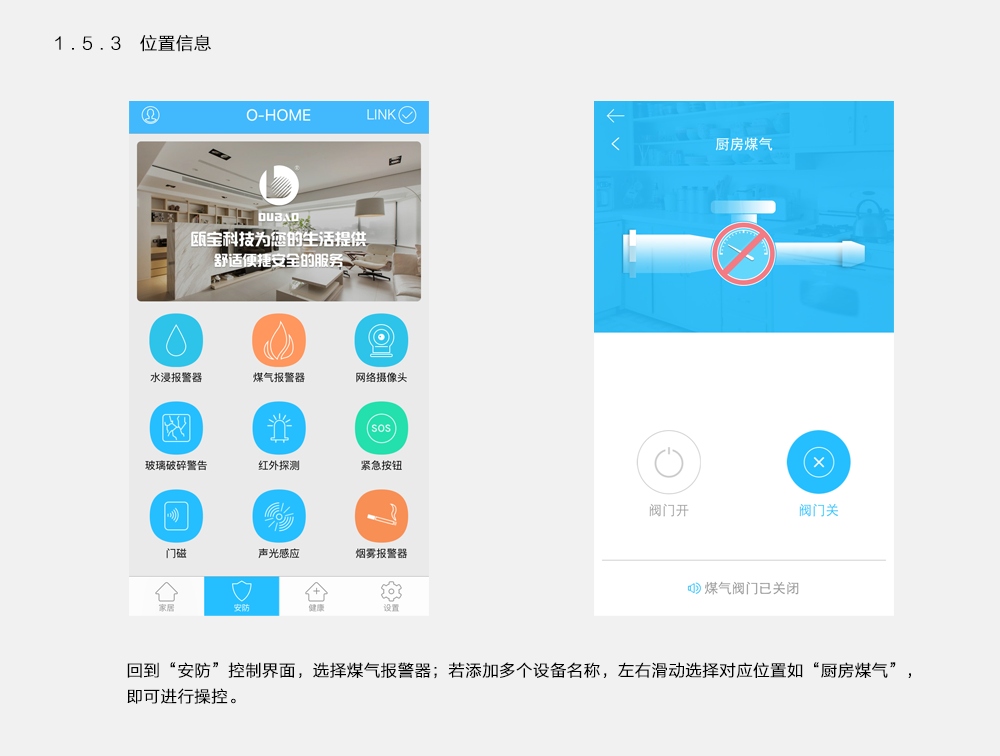 1.5.3 位置信息
O-HOME
LINK
OUBAO
瓯宝科技为您的生活提供
舒适便捷安全的服务
水浸报警器
煤气报警器
网络摄像头
玻璃破碎警告
红外探测
SOS
紧急按钮
门磁
声光感应
烟雾报警器
家居
安防
健康
设置
厨房煤气
阀门开
阀门关
煤气阀门已关闭
回到“安防”控制界面，选择煤气报警器；若添加多个设备名称，左右滑动选择对应位置如“厨房煤气”，
即可进行操控。